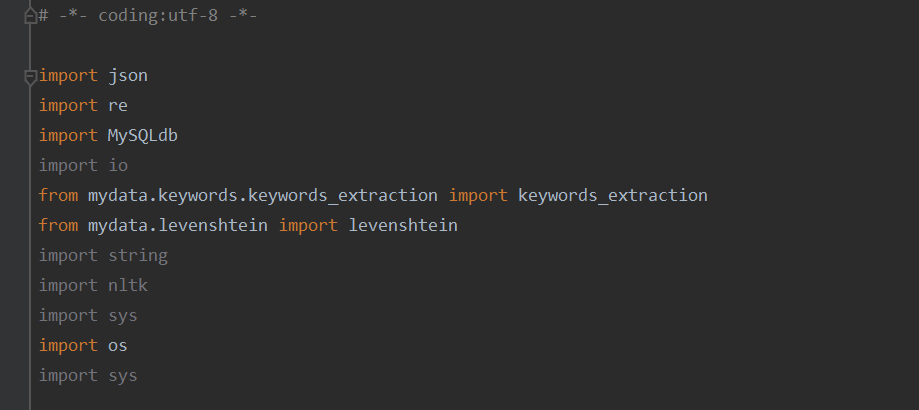 # -*- coding:utf-8 -*-
import json
import re
import MySQLdb
import io
from mydata.keywords.keywords_extraction import keywords_extraction
from mydata.levenshtein import levenshtein
import string
import nltk
import sys
import os
import sys